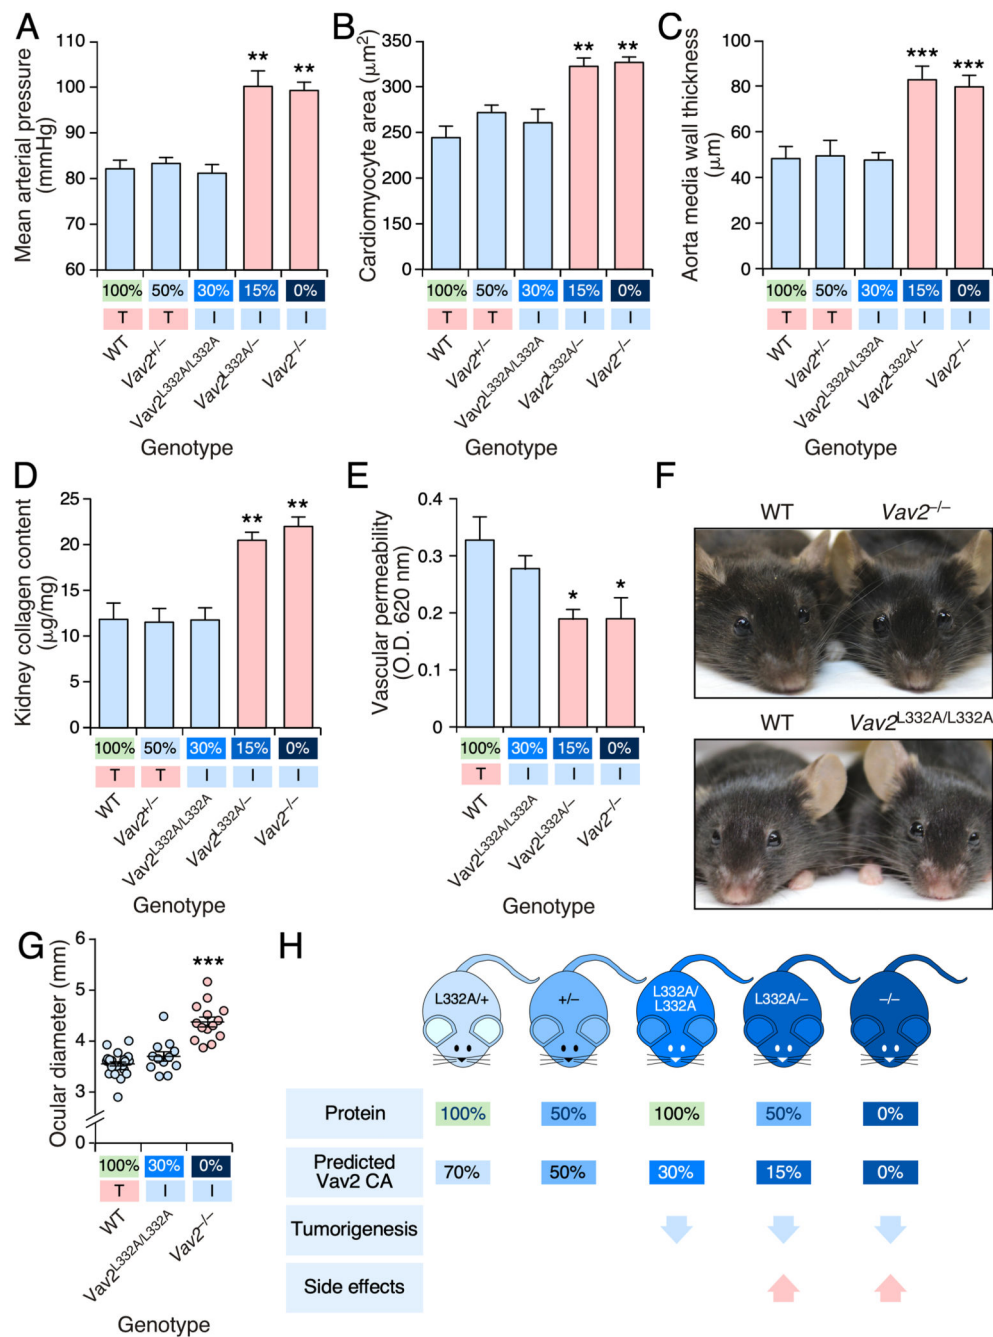 A
Mean arterial pressure
(mmHg)
110
100
90
80
70
60
**
**
100% 50% 30% 15% 0%
T T I I I
WT
Vav2+/–
Vav2L332A/L332A
Vav2L332A/–
Vav2–/–
Genotype
B
Cardiomyocyte area (μm2)
350
300
250
150
0
**
**
100% 50% 30% 15% 0%
T T I I I
WT
Vav2+/–
Vav2L332A/L332A
Vav2L332A/–
Vav2–/–
Genotype
C
Aorta media wall thickness
(μm)
100
80
60
40
20
0
***
***
100% 50% 30% 15% 0%
T T I I I
WT
Vav2+/–
Vav2L332A/L332A
Vav2L332A/–
Vav2–/–
Genotype
D
Kidney collagen content
(μg/mg)
25
20
15
10
5
0
**
**
100% 50% 30% 15% 0%
T T I I I
WT
Vav2+/–
Vav2L332A/L332A
Vav2L332A/–
Vav2–/–
Genotype
E
Vascular permeability
(O.D. 620 nm)
0.4
0.3
0.2
0.1
0
*
*
100% 30% 15% 0%
T I I I
WT
Vav2L332A/L332A
Vav2L332A/–
Vav2–/–
Genotype
F
WT Vav2–/–
WT Vav2L332A/L332A
G
Ocular diameter (mm)
6
5
4
3
0
***
100% 30% 0%
T I I
WT
Vav2L332A/L332A
Vav2–/–
Genotype
H
L332A/+ +/– L332A/
L332A L332A/– –/–
Protein 100% 50% 100% 50% 0%
Predicted
Vav2 CA 70% 50% 30% 15% 0%
Tumorigenesis
Side effects